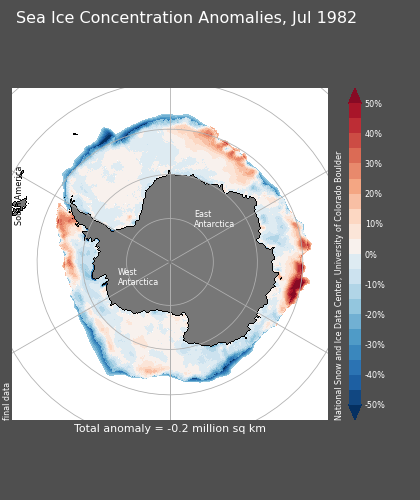 Sea Ice Concentration Anomalies, Jul 1982
South America
East
Antarctica
West
Antarctica
50%
40%
30%
20%
10%
0%
-10%
-20%
-30%
-40%
-50%
National Snow and Ice Data Center, University of Colorado Boulder
final data
Total anomaly = -0.2 million sq km